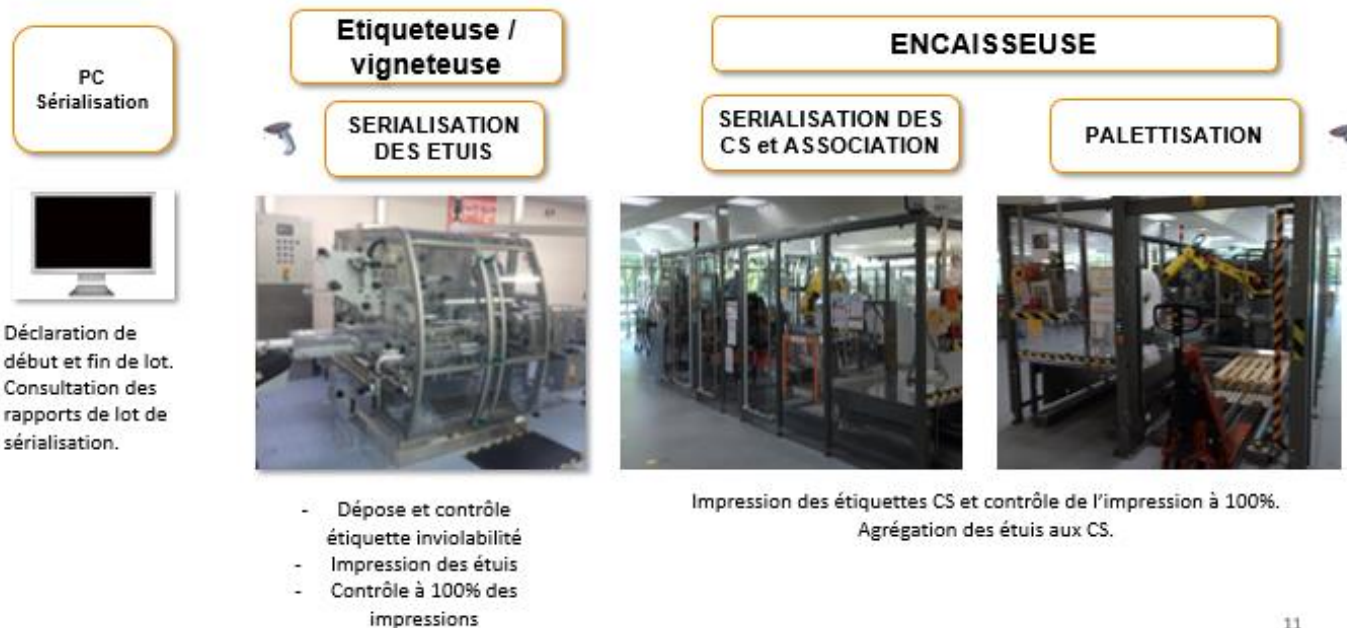 PC
Sérialisation
Etiqueteuse /
vigneteuse
ENCAISSEUSE
SERIALISATION
DES ETUIS
SERIALISATION DES
CS et ASSOCIATION
PALETTISATION
Déclaration de
début et fin de lot.
Consultation des
rapports de lot de
sérialisation.
- Dépose et contrôle
étiquette inviolabilité
- Impression des étuis
- Contrôle à 100% des
impressions
Impression des étiquettes CS et contrôle de l'impression à 100%.
Agrégation des étuis aux CS.
11